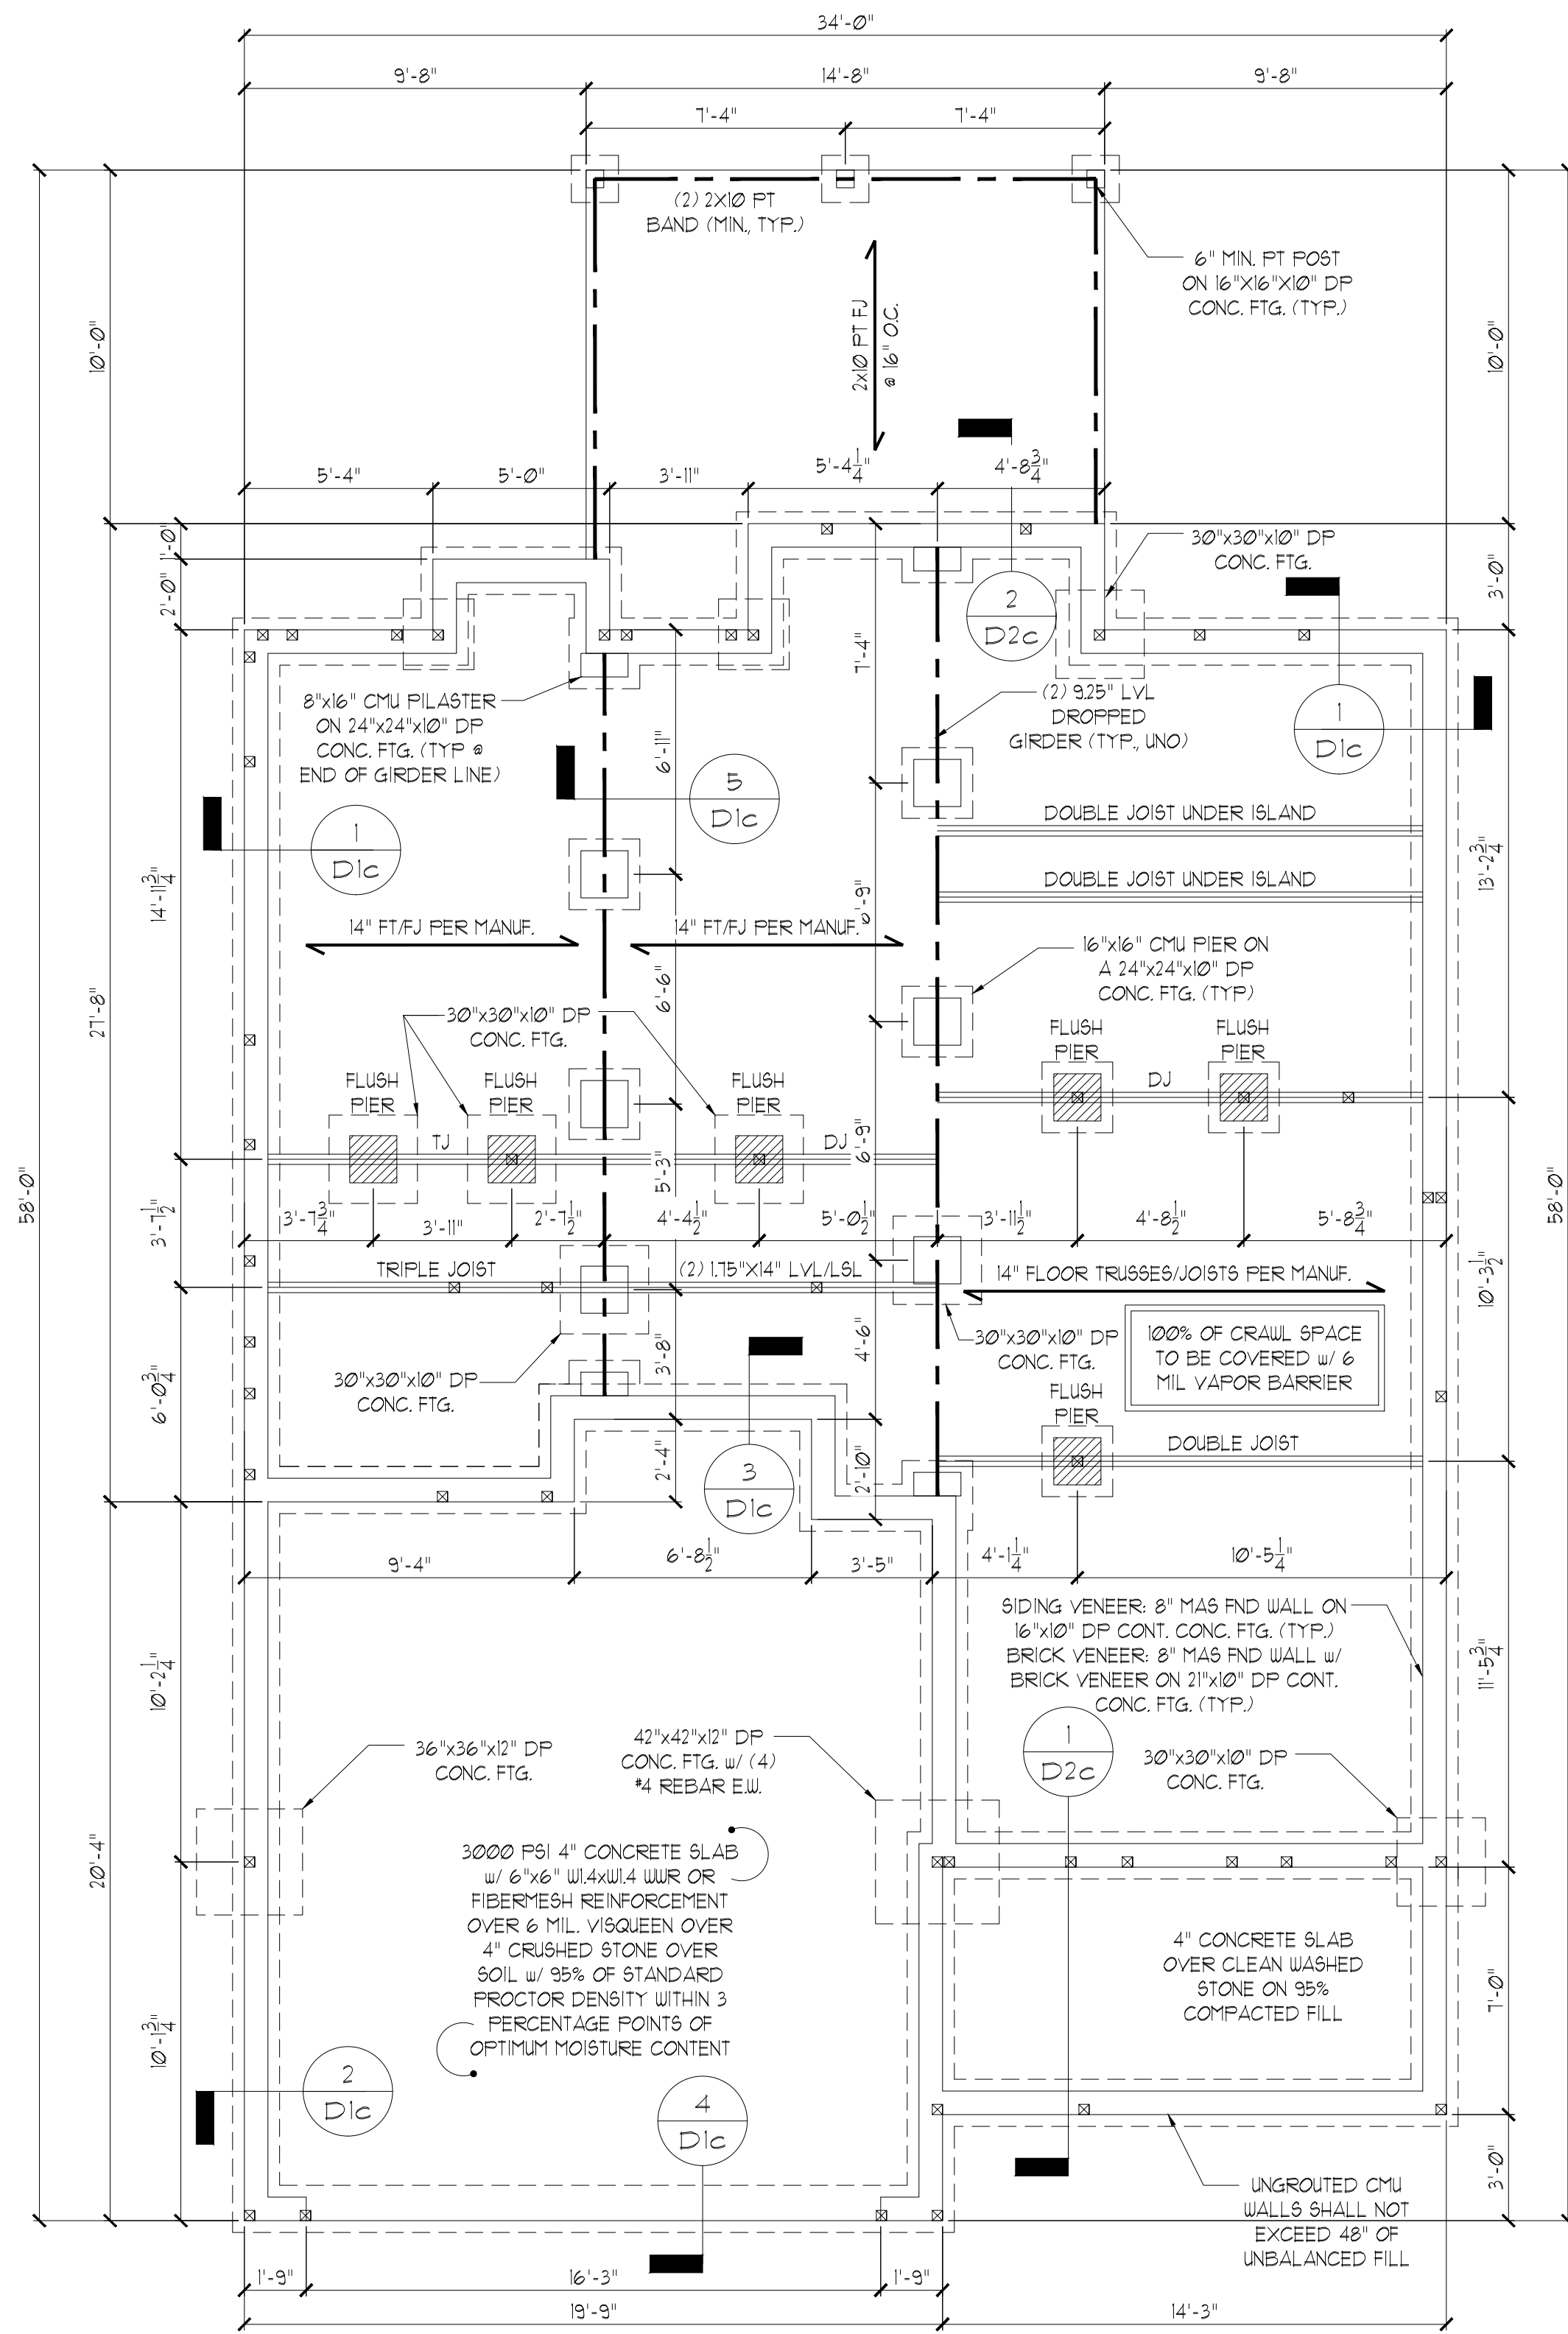 34'-0"
9'-8"
14'-8"
9'-8"
7'-4"
7'-4"
(2) 2X10 PT
BAND (MIN., TYP.)
6" MIN. PT POST
ON 16"X16"X10" DP
CONC. FTG. (TYP.)
10'-0"
2x10 PT FJ
@ 16" O.C.
10'-0"
5'-4"
5'-0"
3'-11"
5'-4 1/4"
4'-8 3/4"
1'-0"
2'-0"
30"x30"x10" DP
CONC. FTG.
3'-0"
2
D2c
7'-4"
8"x16" CMU PILASTER
ON 24"x24"x10" DP
CONC. FTG. (TYP @
END OF GIRDER LINE)
6'-11"
(2) 9.25" LVL
DROPPED
GIRDER (TYP., UNO)
1
D1c
5
D1c
1
D1c
DOUBLE JOIST UNDER ISLAND
DOUBLE JOIST UNDER ISLAND
14'-11 3/4"
13'-2 3/4"
6'-9"
14" FT/FJ PER MANUF.
14" FT/FJ PER MANUF.
16"x16" CMU PIER ON
A 24"x24"x10" DP
CONC. FTG. (TYP)
27'-8"
6'-6"
30"x30"x10" DP
CONC. FTG.
FLUSH
PIER
FLUSH
PIER
FLUSH
PIER
FLUSH
PIER
FLUSH
PIER
DJ
TJ
DJ
6'-9"
5'-3"
58'-0"
58'-0"
3'-7 1/2"
3'-7 3/4"
3'-11"
2'-7 1/2"
4'-4 1/2"
5'-0 1/2"
3'-11 1/2"
4'-8 1/2"
5'-8 3/4"
10'-3 1/2"
TRIPLE JOIST
(2) 1.75"X14" LVL/LSL
14" FLOOR TRUSSES/JOISTS PER MANUF.
30"x30"x10" DP
CONC. FTG.
100% OF CRAWL SPACE
TO BE COVERED w/ 6
MIL VAPOR BARRIER
4'-6"
3'-8"
6'-0 3/4"
30"x30"x10" DP
CONC. FTG.
FLUSH
PIER
DOUBLE JOIST
3
D1c
2'-4"
2'-10"
9'-4"
6'-8 1/2"
3'-5"
4'-1 1/4"
10'-5 1/4"
SIDING VENEER: 8" MAS FND WALL ON
16"x10" DP CONT. CONC. FTG. (TYP.)
BRICK VENEER: 8" MAS FND WALL w/
BRICK VENEER ON 21"x10" DP CONT.
CONC. FTG. (TYP.)
10'-2 1/4"
11'-5 3/4"
36"x36"x12" DP
CONC. FTG.
42"x42"x12" DP
CONC. FTG. w/ (4)
#4 REBAR E.W.
1
D2c
30"x30"x10" DP
CONC. FTG.
20'-4"
3000 PSI 4" CONCRETE SLAB
w/ 6"x6" W1.4xW1.4 WWR OR
FIBERMESH REINFORCEMENT
OVER 6 MIL. VISQUEEN OVER
4" CRUSHED STONE OVER
SOIL w/ 95% OF STANDARD
PROCTOR DENSITY WITHIN 3
PERCENTAGE POINTS OF
OPTIMUM MOISTURE CONTENT
4" CONCRETE SLAB
OVER CLEAN WASHED
STONE ON 95%
COMPACTED FILL
7'-0"
10'-1 3/4"
2
D1c
4
D1c
3'-0"
UNGROUTED CMU
WALLS SHALL NOT
EXCEED 48" OF
UNBALANCED FILL
1'-9"
16'-3"
1'-9"
19'-9"
14'-3"